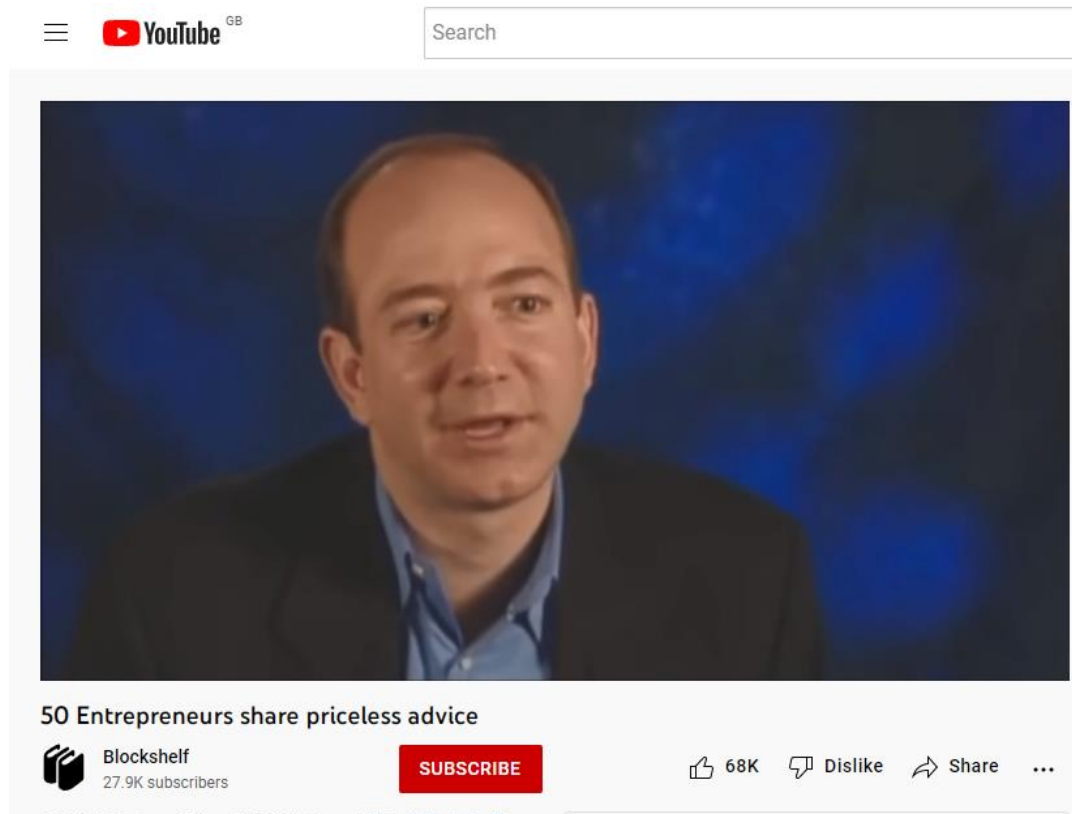 YouTube GB
Search
50 Entrepreneurs share priceless advice
Blockshelf
27.9K subscribers
SUBSCRIBE
68K
Dislike
Share
...